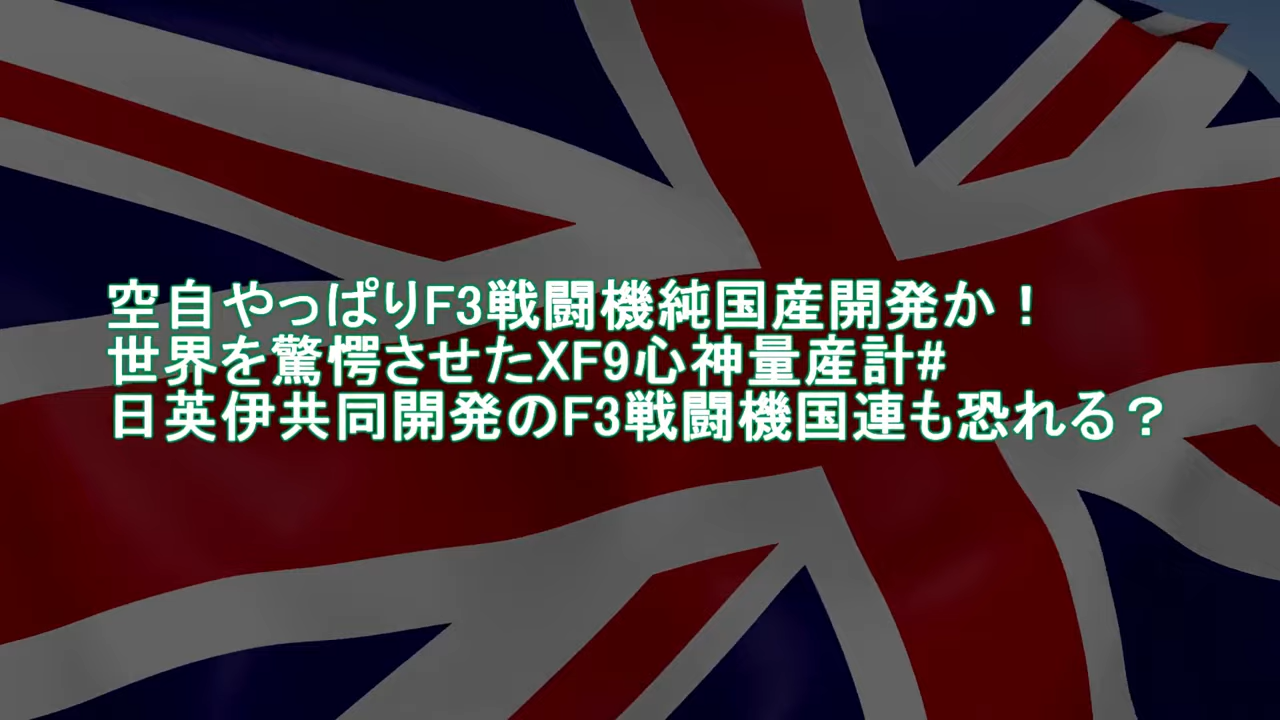 空自やっぱりF3戦闘機純国産開発か！
世界を驚愕させたXF9心神量産計#
日英伊共同開発のF3戦闘機国連も恐れる？